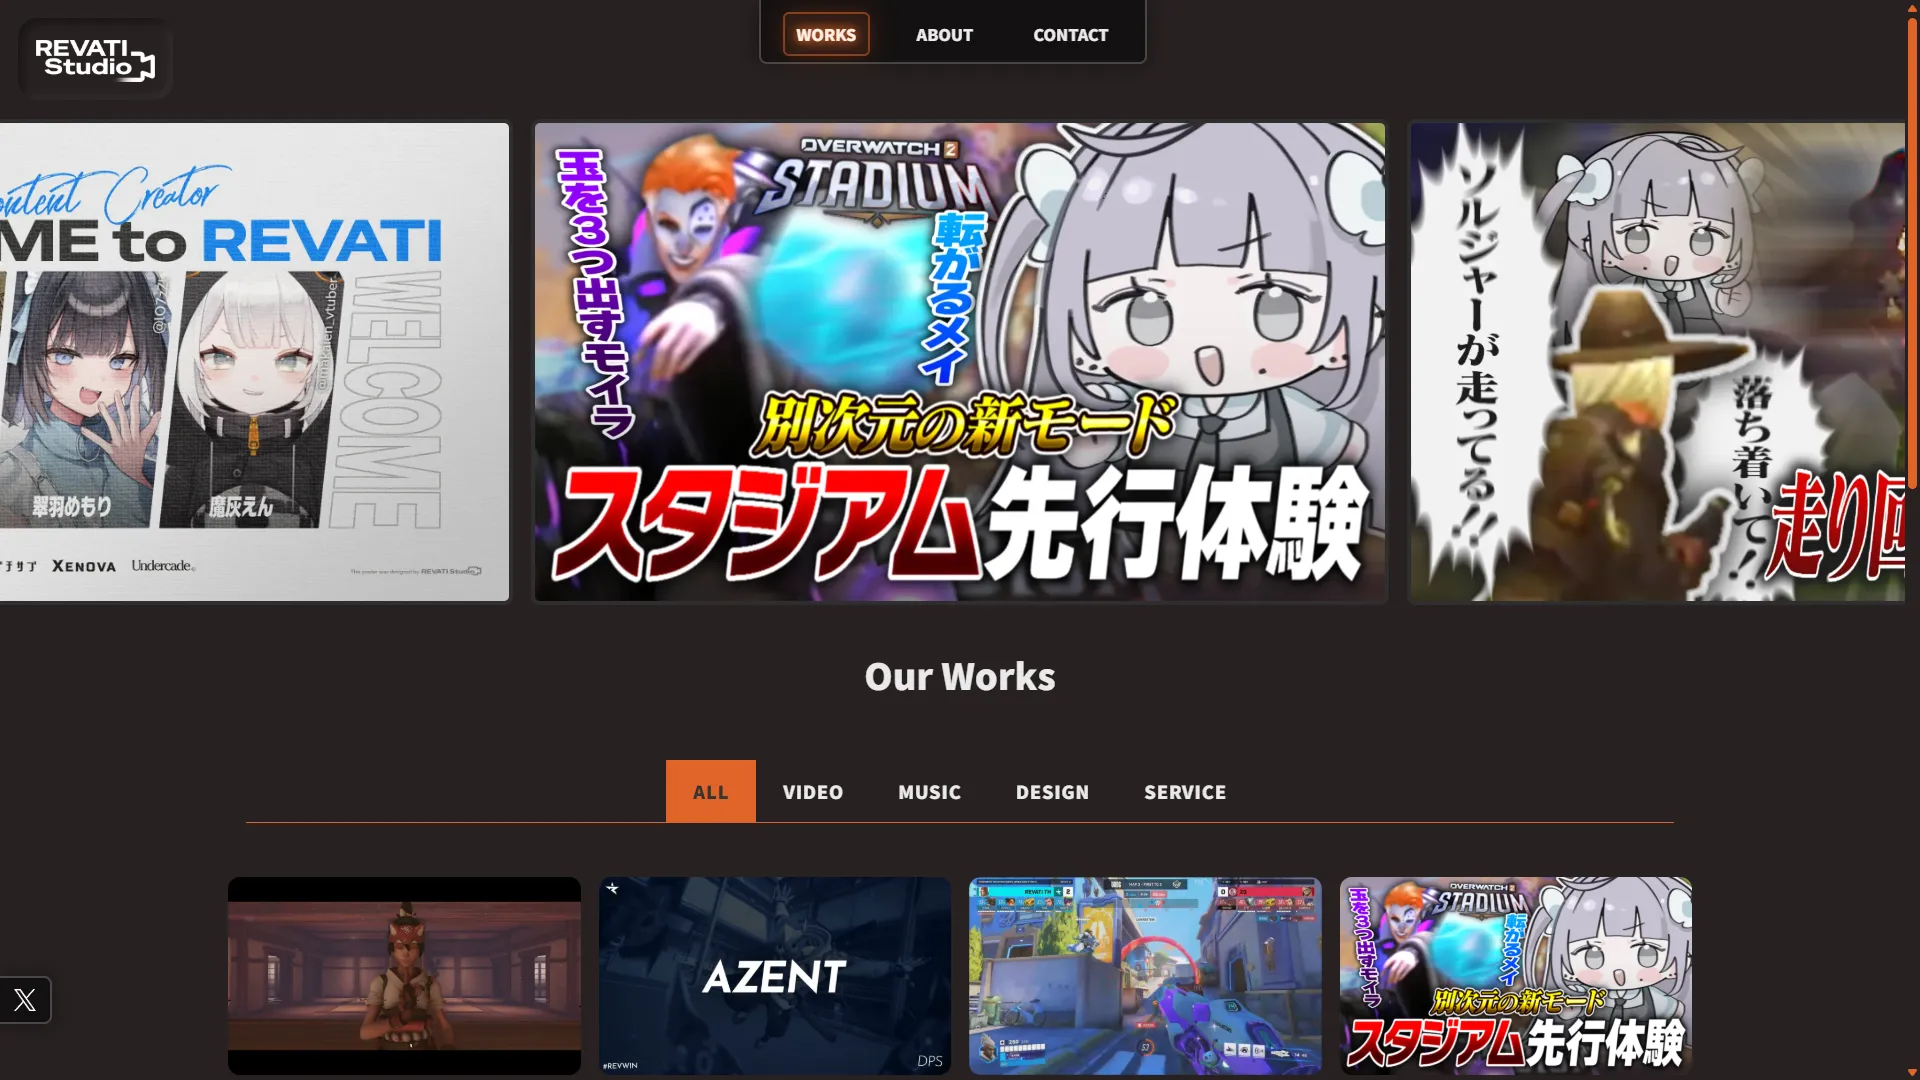 REVATI
Studio
WORKS
ABOUT
CONTACT
Content Creator
ME to REVATI
@makaien_vtuber
WELCOME
翠羽めもり
魔灰えん
XENOVA
Undercade
This poster was designed by REVATI Studio
玉を3つ出すモイラ
OVERWATCH 2
STADIUM
転がるメイ
別次元の新モード
スタジアム先行体験
ソルジャーが走ってる!!
落ち着いて!!
走り回
Our Works
ALL
VIDEO
MUSIC
DESIGN
SERVICE
AZENT
#REVWIN
DPS
玉を3つ出すモイラ
OVERWATCH 2
STADIUM
転がるメイ
別次元の新モード
スタジアム先行体験